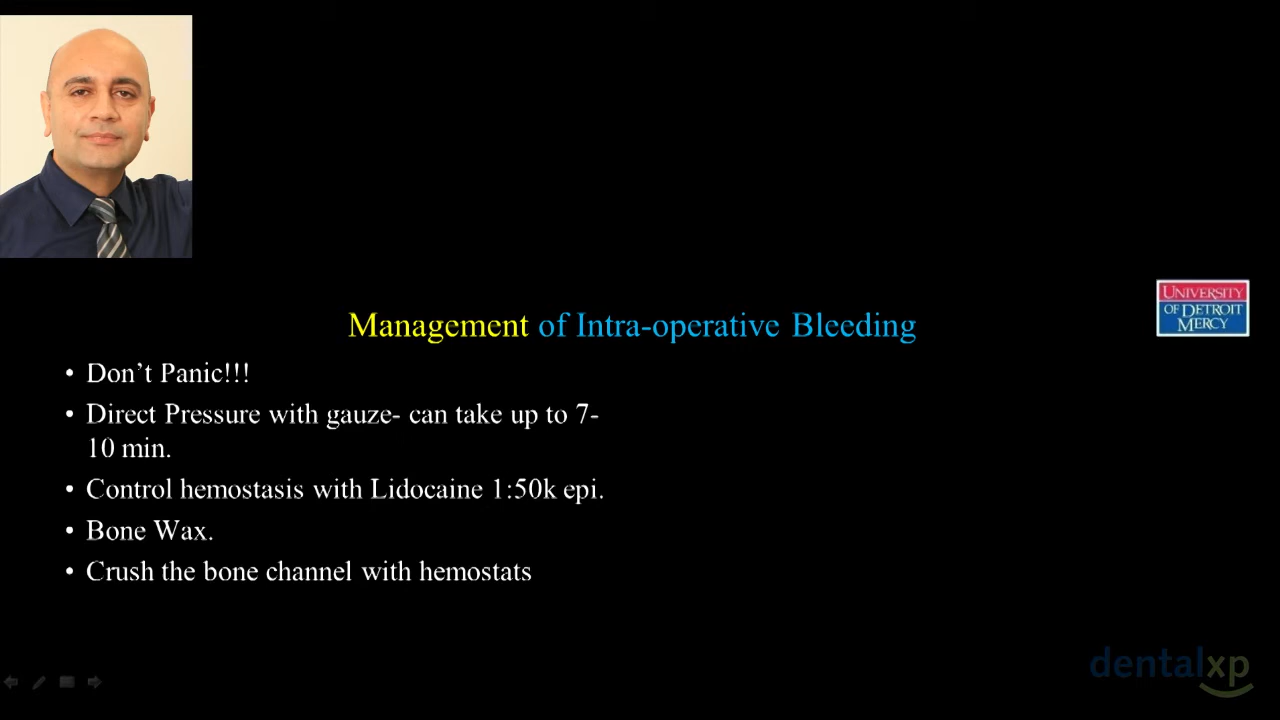 UNIVERSITY
OF DETROIT
MERCY
Management of Intra-operative Bleeding
• Don’t Panic!!!
• Direct Pressure with gauze- can take up to 7-
10 min.
• Control hemostasis with Lidocaine 1:50k epi.
• Bone Wax.
• Crush the bone channel with hemostats
dentalxp